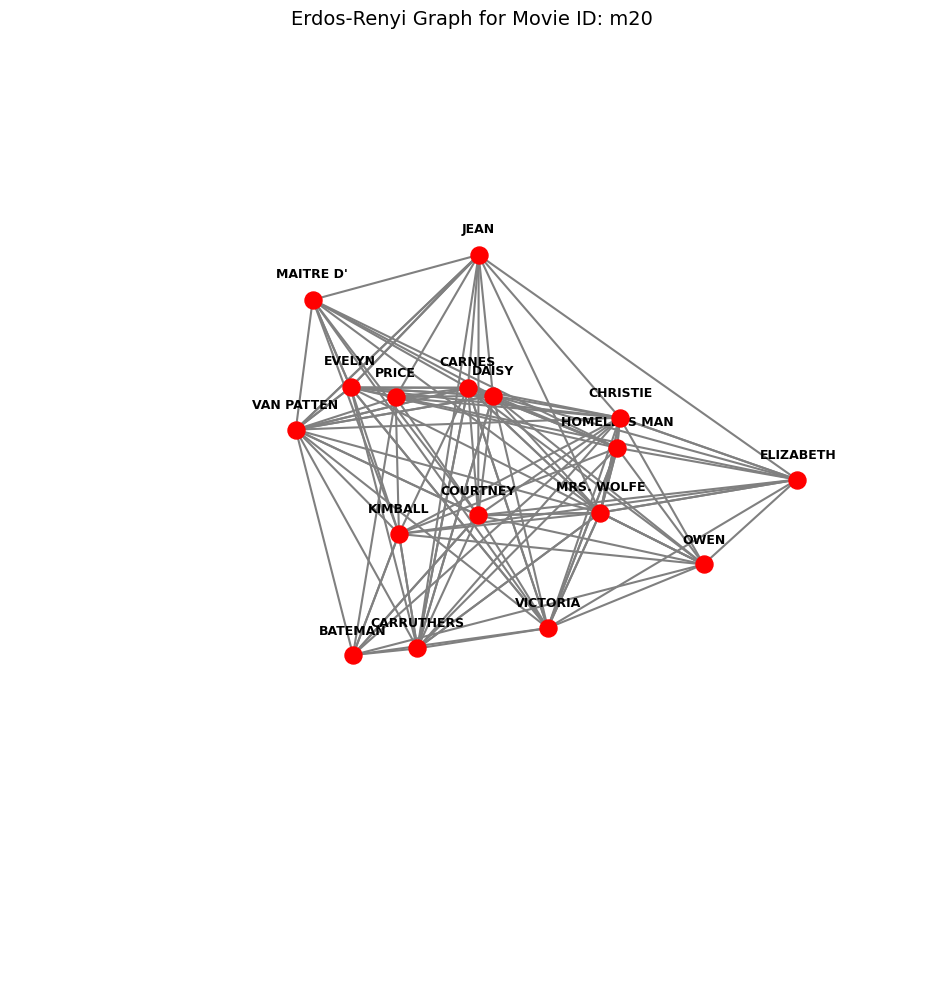 Erdos-Renyi Graph for Movie ID: m20
JEAN
MAITRE D'
EVELYN
CARNES
PRICE
DAISY
CHRISTIE
VAN PATTEN
HOMELESS MAN
ELIZABETH
COURTNEY
MRS. WOLFE
KIMBALL
OWEN
VICTORIA
CARRUTHERS
BATEMAN